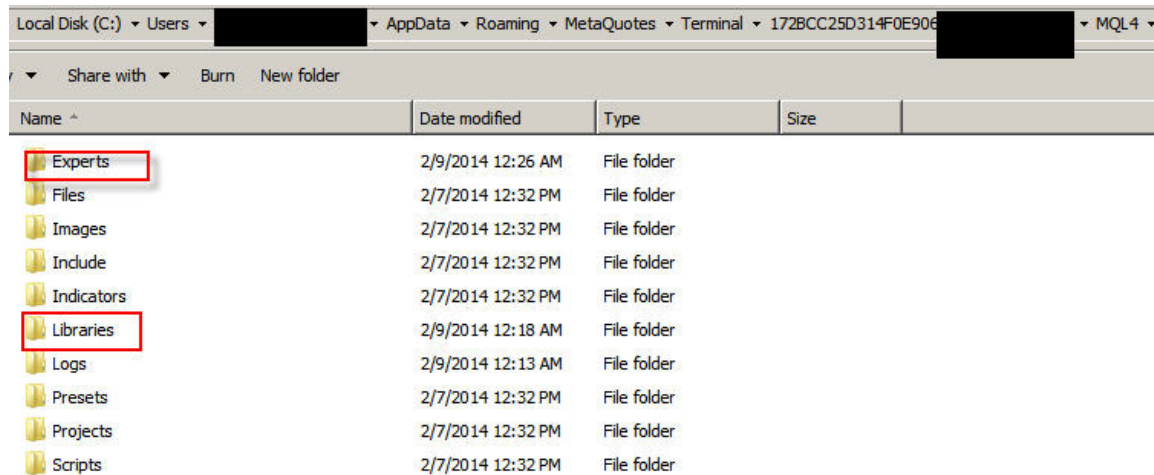 Local Disk (C:) Users AppData Roaming MetaQuotes Terminal 172BCC25D314F0E906 MQL4
Share with Burn New folder
Name Date modified Type Size
Experts 2/9/2014 12:26 AM File folder
Files 2/7/2014 12:32 PM File folder
Images 2/7/2014 12:32 PM File folder
Include 2/7/2014 12:32 PM File folder
Indicators 2/7/2014 12:32 PM File folder
Libraries 2/9/2014 12:18 AM File folder
Logs 2/9/2014 12:13 AM File folder
Presets 2/7/2014 12:32 PM File folder
Projects 2/7/2014 12:32 PM File folder
Scripts 2/7/2014 12:32 PM File folder